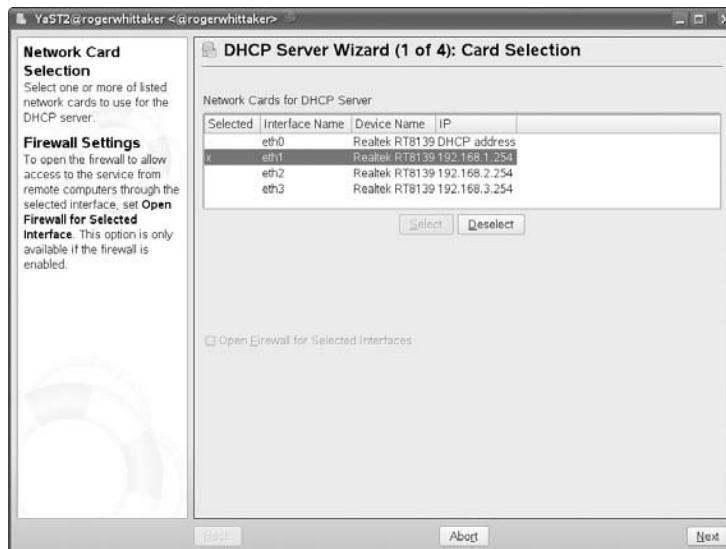 YaST2@rogerwhittaker <@rogerwhittaker>
Network Card
Selection
Select one or more of listed
network cards to use for the
DHCP server.
Firewall Settings
To open the firewall to allow
access to the service from
remote computers through the
selected interface, set Open
Firewall for Selected
Interface. This option is only
available if the firewall is
enabled.
DHCP Server Wizard (1 of 4): Card Selection
Network Cards for DHCP Server
Selected Interface Name Device Name IP
eth0 Realtek RT8139 DHCP address
x eth1 Realtek RT8139 192.168.1.254
eth2 Realtek RT8139 192.168.2.254
eth3 Realtek RT8139 192.168.3.254
Select Deselect
Open Firewall for Selected Interfaces
Back Abort Next